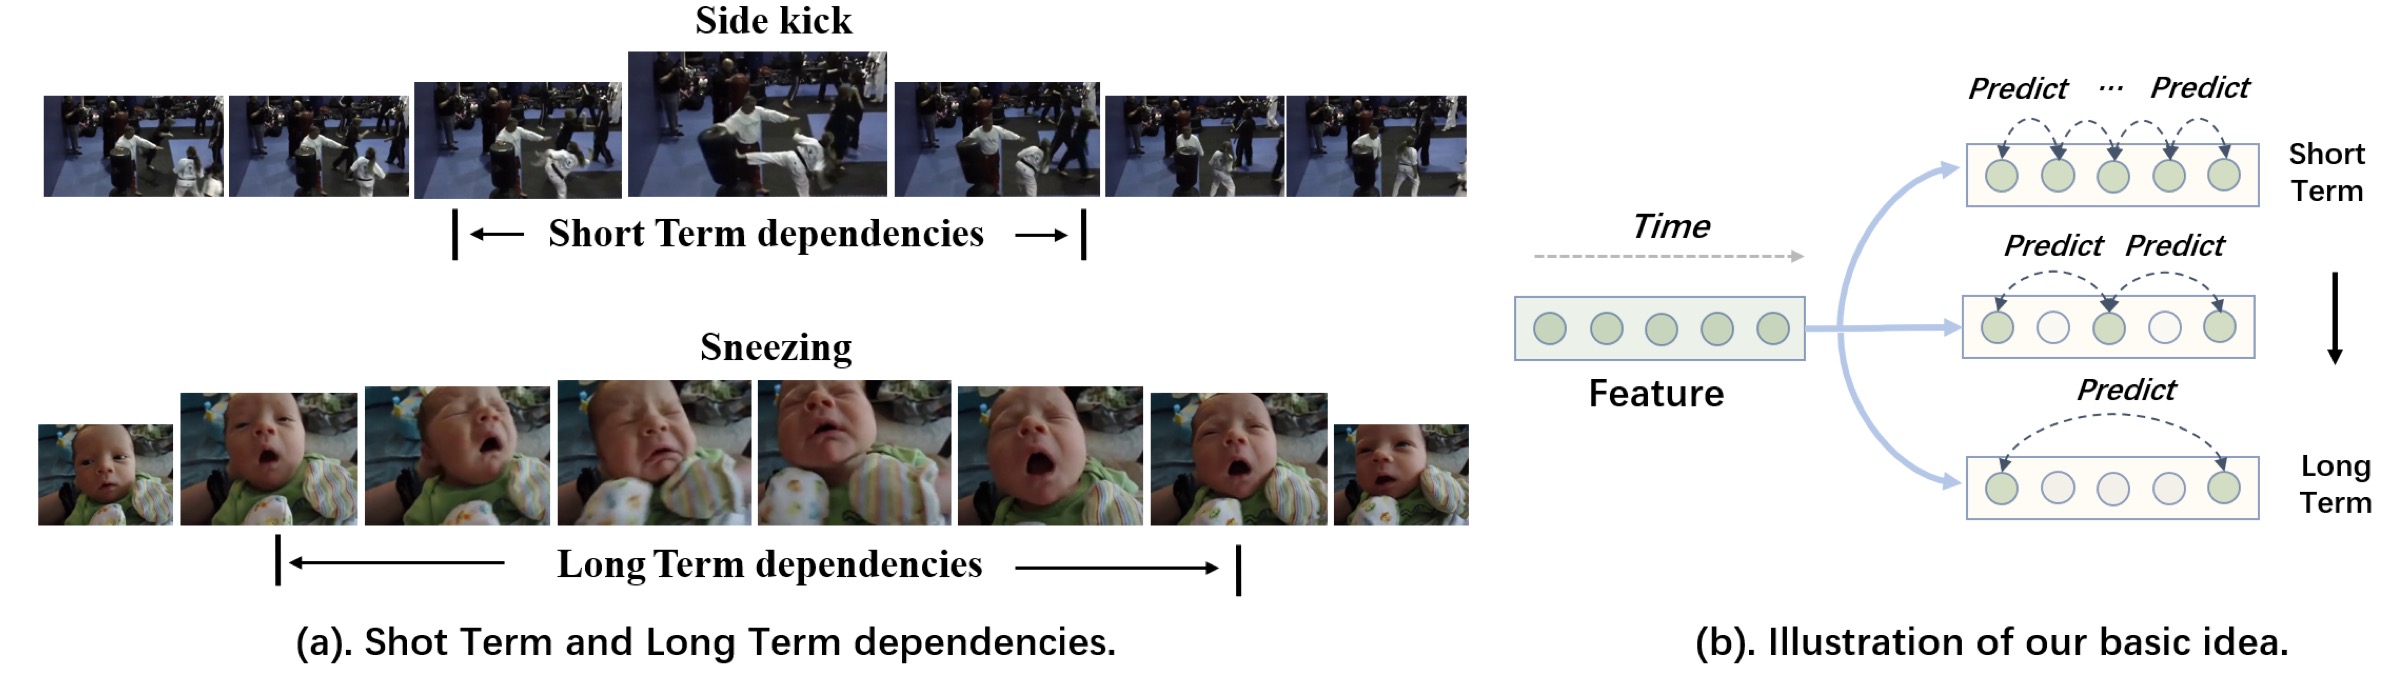 Side kick
Short Term dependencies
Sneezing
Long Term dependencies
(a). Shot Term and Long Term dependencies.
Predict ... Predict
Short
Term
Time
Predict Predict
Feature
Predict
Long
Term
(b). Illustration of our basic idea.